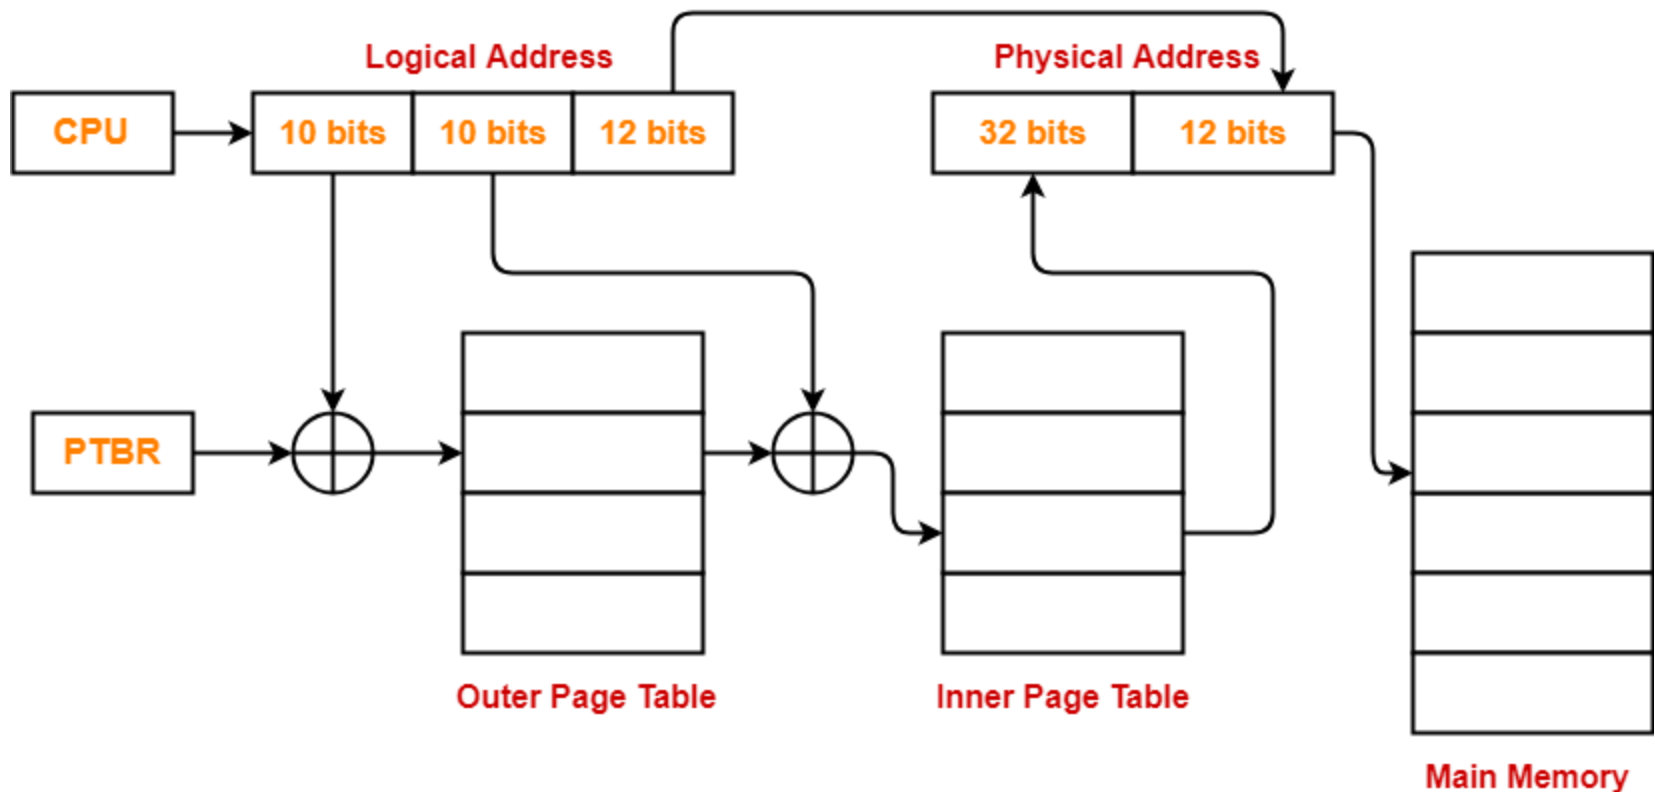 Logical Address
Physical Address
CPU
10 bits
10 bits
12 bits
32 bits
12 bits
PTBR
Outer Page Table
Inner Page Table
Main Memory